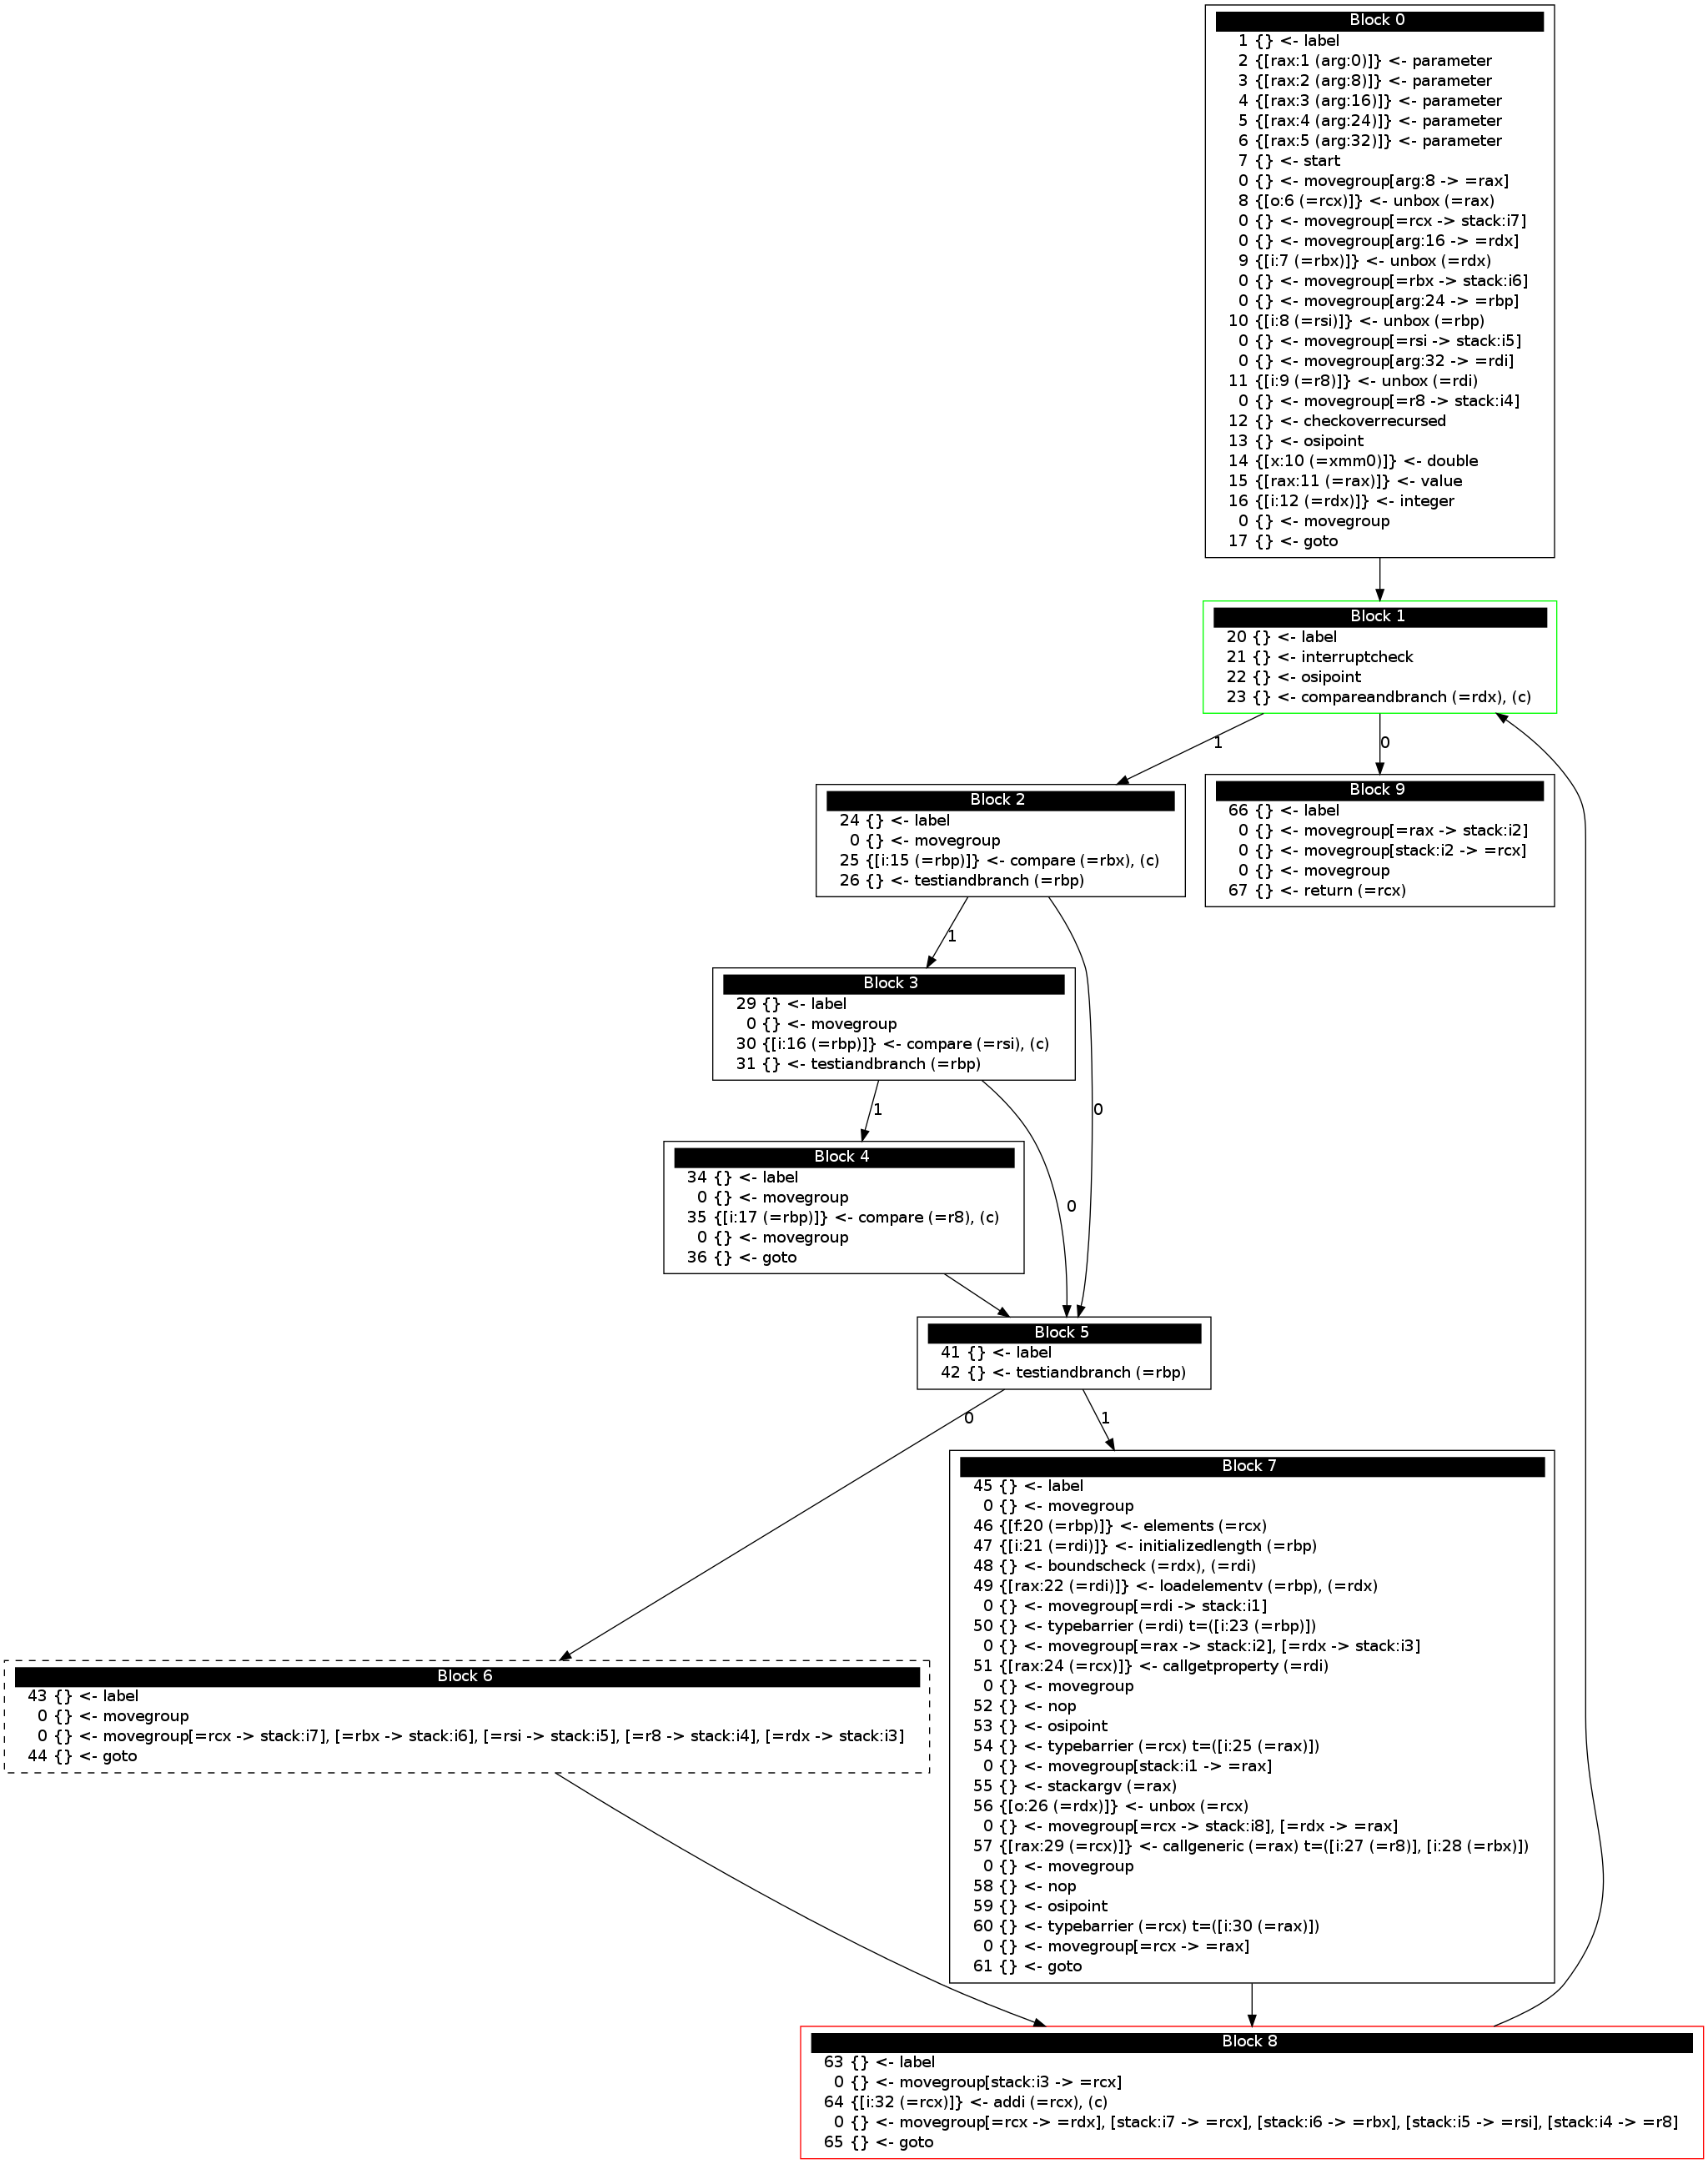 Block 0
1 {} <- label
2 {[rax:1 (arg:0)]} <- parameter
3 {[rax:2 (arg:8)]} <- parameter
4 {[rax:3 (arg:16)]} <- parameter
5 {[rax:4 (arg:24)]} <- parameter
6 {[rax:5 (arg:32)]} <- parameter
7 {} <- start
0 {} <- movegroup[arg:8 -> =rax]
8 {[o:6 (=rcx)]} <- unbox (=rax)
0 {} <- movegroup[=rcx -> stack:i7]
0 {} <- movegroup[arg:16 -> =rdx]
9 {[i:7 (=rbx)]} <- unbox (=rdx)
0 {} <- movegroup[=rbx -> stack:i6]
0 {} <- movegroup[arg:24 -> =rbp]
10 {[i:8 (=rsi)]} <- unbox (=rbp)
0 {} <- movegroup[=rsi -> stack:i5]
0 {} <- movegroup[arg:32 -> =rdi]
11 {[i:9 (=r8)]} <- unbox (=rdi)
0 {} <- movegroup[=r8 -> stack:i4]
12 {} <- checkoverrecursed
13 {} <- osipoint
14 {[x:10 (=xmm0)]} <- double
15 {[rax:11 (=rax)]} <- value
16 {[i:12 (=rdx)]} <- integer
0 {} <- movegroup
17 {} <- goto
Block 1
20 {} <- label
21 {} <- interruptcheck
22 {} <- osipoint
23 {} <- compareandbranch (=rdx), (c)
1
0
Block 2
24 {} <- label
0 {} <- movegroup
25 {[i:15 (=rbp)]} <- compare (=rbx), (c)
26 {} <- testiandbranch (=rbp)
Block 9
66 {} <- label
0 {} <- movegroup[=rax -> stack:i2]
0 {} <- movegroup[stack:i2 -> =rcx]
0 {} <- movegroup
67 {} <- return (=rcx)
1
Block 3
29 {} <- label
0 {} <- movegroup
30 {[i:16 (=rbp)]} <- compare (=rsi), (c)
31 {} <- testiandbranch (=rbp)
1
0
Block 4
34 {} <- label
0 {} <- movegroup
35 {[i:17 (=rbp)]} <- compare (=r8), (c)
0 {} <- movegroup
36 {} <- goto
0
Block 5
41 {} <- label
42 {} <- testiandbranch (=rbp)
0
1
Block 7
45 {} <- label
0 {} <- movegroup
46 {[f:20 (=rbp)]} <- elements (=rcx)
47 {[i:21 (=rdi)]} <- initializedlength (=rbp)
48 {} <- boundscheck (=rdx), (=rdi)
49 {[rax:22 (=rdi)]} <- loadelementv (=rbp), (=rdx)
0 {} <- movegroup[=rdi -> stack:i1]
50 {} <- typebarrier (=rdi) t=([i:23 (=rbp)])
0 {} <- movegroup[=rax -> stack:i2], [=rdx -> stack:i3]
51 {[rax:24 (=rcx)]} <- callgetproperty (=rdi)
0 {} <- movegroup
52 {} <- nop
53 {} <- osipoint
54 {} <- typebarrier (=rcx) t=([i:25 (=rax)])
0 {} <- movegroup[stack:i1 -> =rax]
55 {} <- stackargv (=rax)
56 {[o:26 (=rdx)]} <- unbox (=rcx)
0 {} <- movegroup[=rcx -> stack:i8], [=rdx -> =rax]
57 {[rax:29 (=rcx)]} <- callgeneric (=rax) t=([i:27 (=r8)], [i:28 (=rbx)])
0 {} <- movegroup
58 {} <- nop
59 {} <- osipoint
60 {} <- typebarrier (=rcx) t=([i:30 (=rax)])
0 {} <- movegroup[=rcx -> =rax]
61 {} <- goto
Block 6
43 {} <- label
0 {} <- movegroup
0 {} <- movegroup[=rcx -> stack:i7], [=rbx -> stack:i6], [=rsi -> stack:i5], [=r8 -> stack:i4], [=rdx -> stack:i3]
44 {} <- goto
Block 8
63 {} <- label
0 {} <- movegroup[stack:i3 -> =rcx]
64 {[i:32 (=rcx)]} <- addi (=rcx), (c)
0 {} <- movegroup[=rcx -> =rdx], [stack:i7 -> =rcx], [stack:i6 -> =rbx], [stack:i5 -> =rsi], [stack:i4 -> =r8]
65 {} <- goto